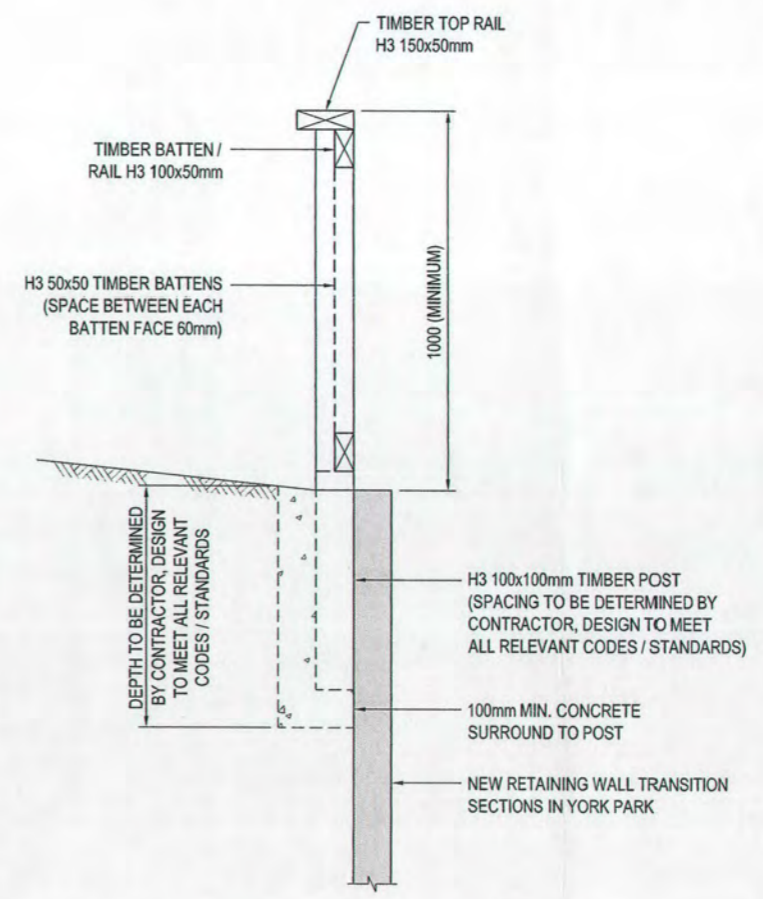 TIMBER TOP RAIL
H3 150x50mm
TIMBER BATTEN /
RAIL H3 100x50mm
H3 50x50 TIMBER BATTENS
(SPACE BETWEEN EACH
BATTEN FACE 60mm)
1000 (MINIMUM)
DEPTH TO BE DETERMINED
BY CONTRACTOR, DESIGN
TO MEET ALL RELEVANT
CODES / STANDARDS
H3 100x100mm TIMBER POST
(SPACING TO BE DETERMINED BY
CONTRACTOR, DESIGN TO MEET
ALL RELEVANT CODES / STANDARDS)
100mm MIN. CONCRETE
SURROUND TO POST
NEW RETAINING WALL TRANSITION
SECTIONS IN YORK PARK